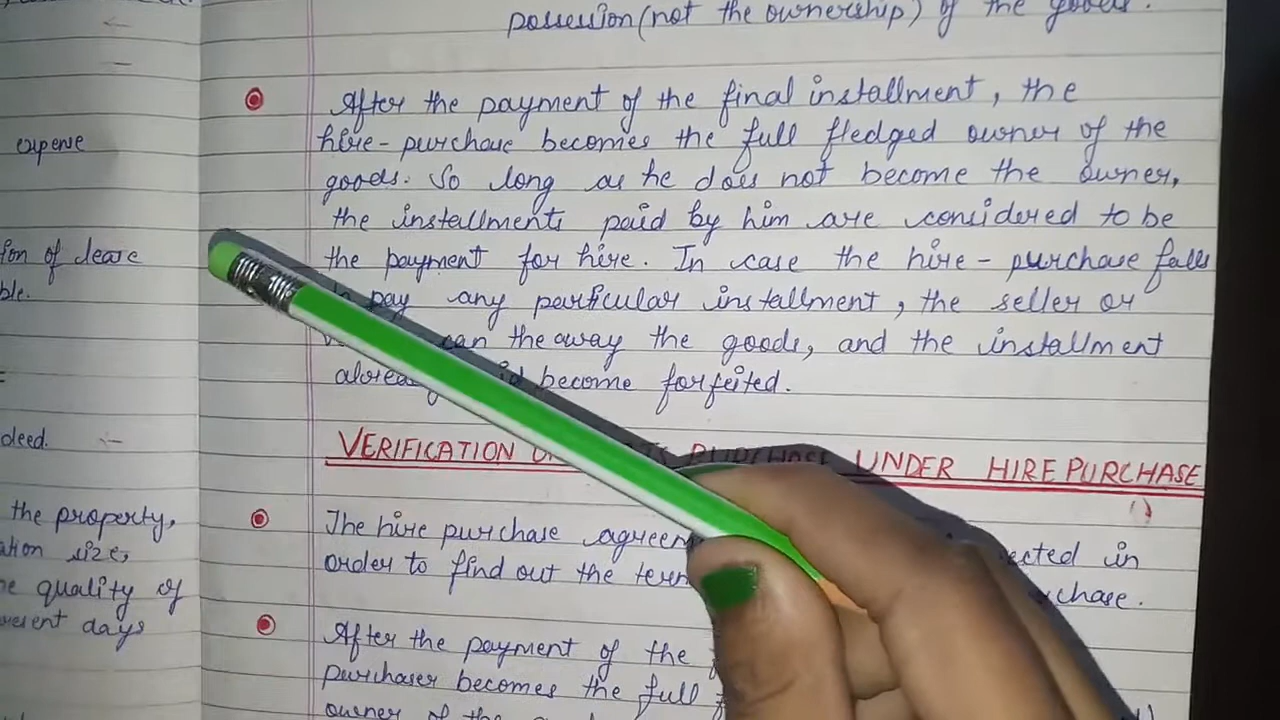 possession (not the ownership) of the goods.
After the payment of the final installment, the
hire-purchase becomes the full fledged owner of the
goods. So long as he does not become the owner,
the installments paid by him are considered to be
the payment for hire. In case the hire-purchase fails
pay any particular installment, the seller or
can the away the goods, and the installment
become forfeited.
VERIFICATION PURCHASE UNDER HIRE PURCHASE
The hire purchase in
order to find out the
After the payment of the
purchaser becomes the full
owner of the
expense
of lease
deed.
the property,
size,
quality of
days